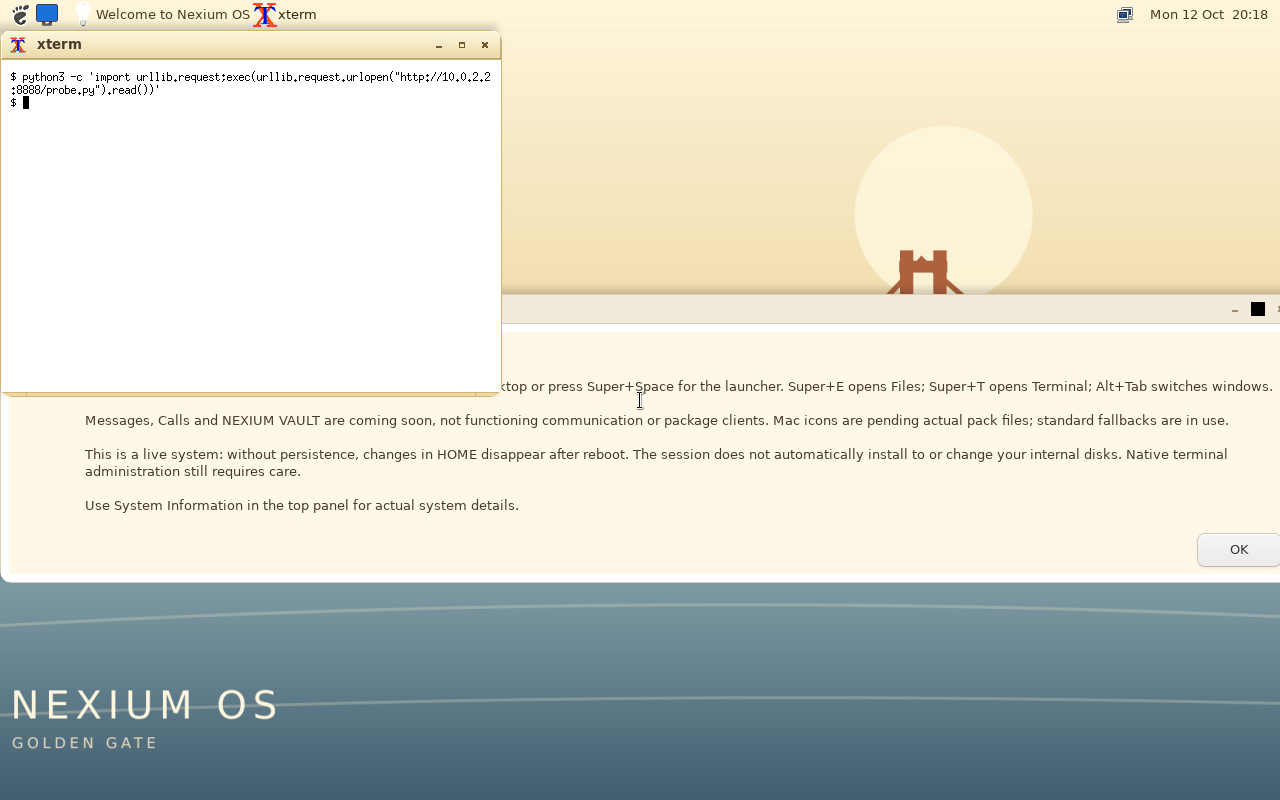 Welcome to Nexium OS
xterm
Mon 12 Oct 20:18
xterm
$ python3 -c 'import urllib.request;exec(urllib.request.urlopen("http://10.0.2.2
:8888/probe.py").read())'
$
ktop or press Super+Space for the launcher. Super+E opens Files; Super+T opens Terminal; Alt+Tab switches windows.
Messages, Calls and NEXIUM VAULT are coming soon, not functioning communication or package clients. Mac icons are pending actual pack files; standard fallbacks are in use.
This is a live system: without persistence, changes in HOME disappear after reboot. The session does not automatically install to or change your internal disks. Native terminal
administration still requires care.
Use System Information in the top panel for actual system details.
OK
NEXIUM OS
GOLDEN GATE